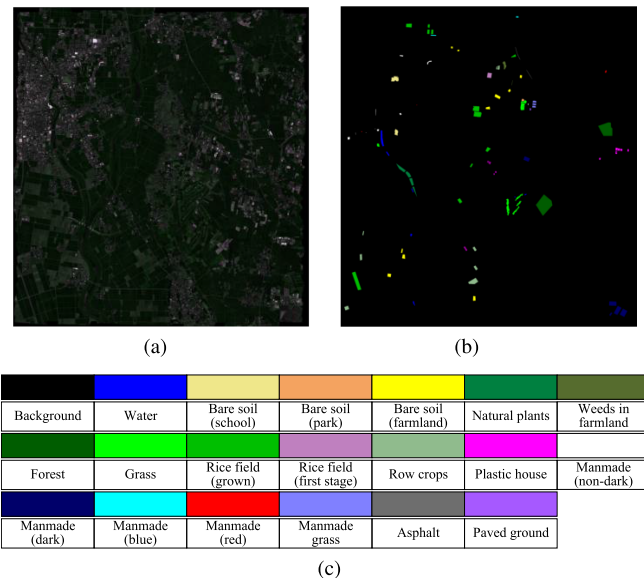 (a) (b)
Background Water Bare soil (school) Bare soil (park) Bare soil (farmland) Natural plants Weeds in farmland
Forest Grass Rice field (grown) Rice field (first stage) Row crops Plastic house Manmade (non-dark)
Manmade (dark) Manmade (blue) Manmade (red) Manmade grass Asphalt Paved ground
(c)